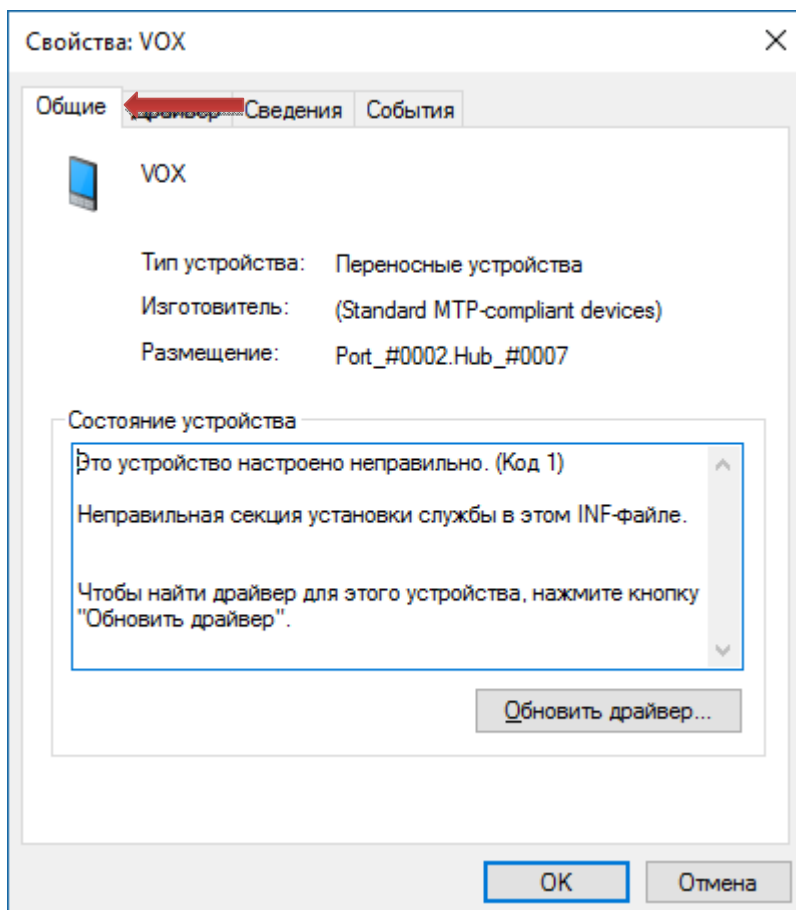 Свойства: VOX
Общие Драйвер Сведения События
VOX
Тип устройства: Переносные устройства
Изготовитель: (Standard MTP-compliant devices)
Размещение: Port_#0002.Hub_#0007
Состояние устройства
Это устройство настроено неправильно. (Код 1)
Неправильная секция установки службы в этом INF-файле.
Чтобы найти драйвер для этого устройства, нажмите кнопку
"Обновить драйвер".
Обновить драйвер...
OK Отмена